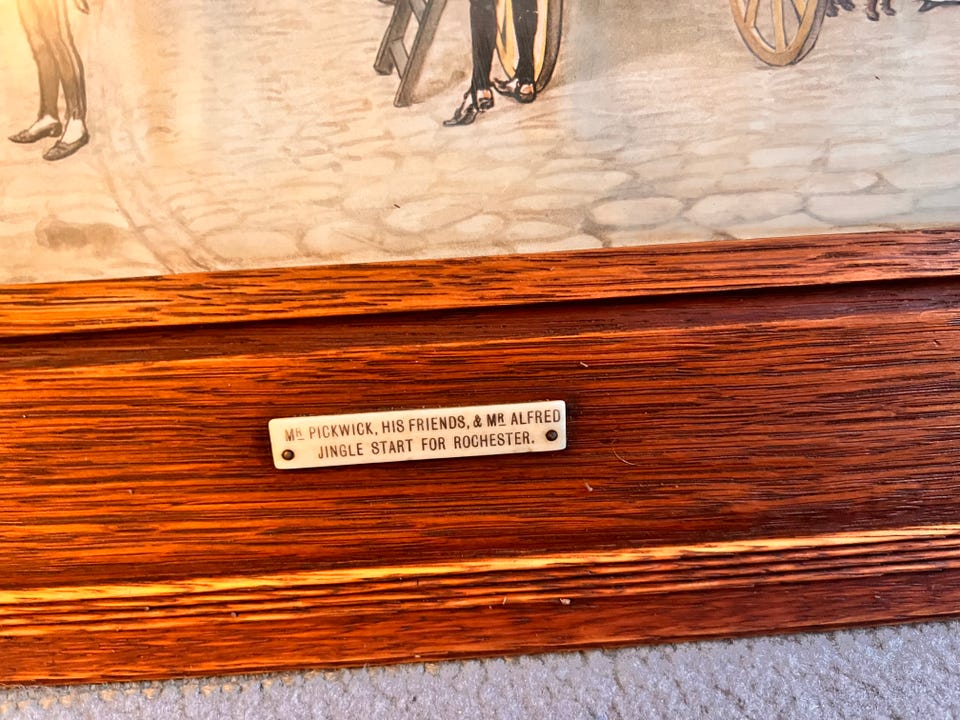 MR PICKWICK, HIS FRIENDS, & MR ALFRED
JINGLE START FOR ROCHESTER.